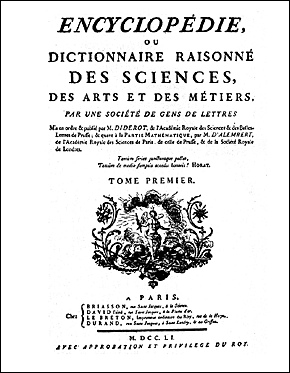 ENCYCLOPÉDIE,
OU
DICTIONNAIRE RAISONNÉ
DES SCIENCES,
DES ARTS ET DES MÉTIERS.
PAR UNE SOCIÉTÉ DE GENS DE LETTRES
Mis en ordre & publié par M. DIDEROT, de l'Académie Royale des Sciences & des Belles-
Lettres de Prusse; & quant à la PARTIE MATHÉMATIQUE, par M. D'ALEMBERT,
de l'Académie Royale des Sciences de Paris, de celle de Prusse, & de la Société Royale
de Londres.
Tantùm series juncturaque pollet,
Tantùm de medio sumptis accedit honoris! HORAT.
TOME PREMIER.
A PARIS,
Chez
BRIASSON, rue Saint Jacques, à la Science.
DAVID l'aîné, rue Saint Jacques, à la Plume d'or.
LE BRETON, Imprimeur ordinaire du Roy, rue de la Harpe.
DURAND, rue Saint Jacques, à Saint Landry, & au Griffon.
M. DCC. LI.
AVEC APPROBATION ET PRIVILEGE DU ROY.